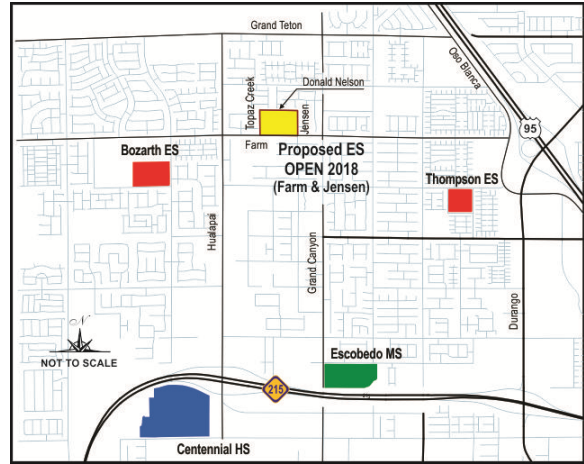 Grand Teton
Oso Blanca
Donald Nelson
Topaz Creek
Jensen
95
Farm
Bozarth ES
Proposed ES
OPEN 2018
(Farm & Jensen)
Thompson ES
Hualapai
Grand Canyon
Durango
N
NOT TO SCALE
Escobedo MS
215
Centennial HS